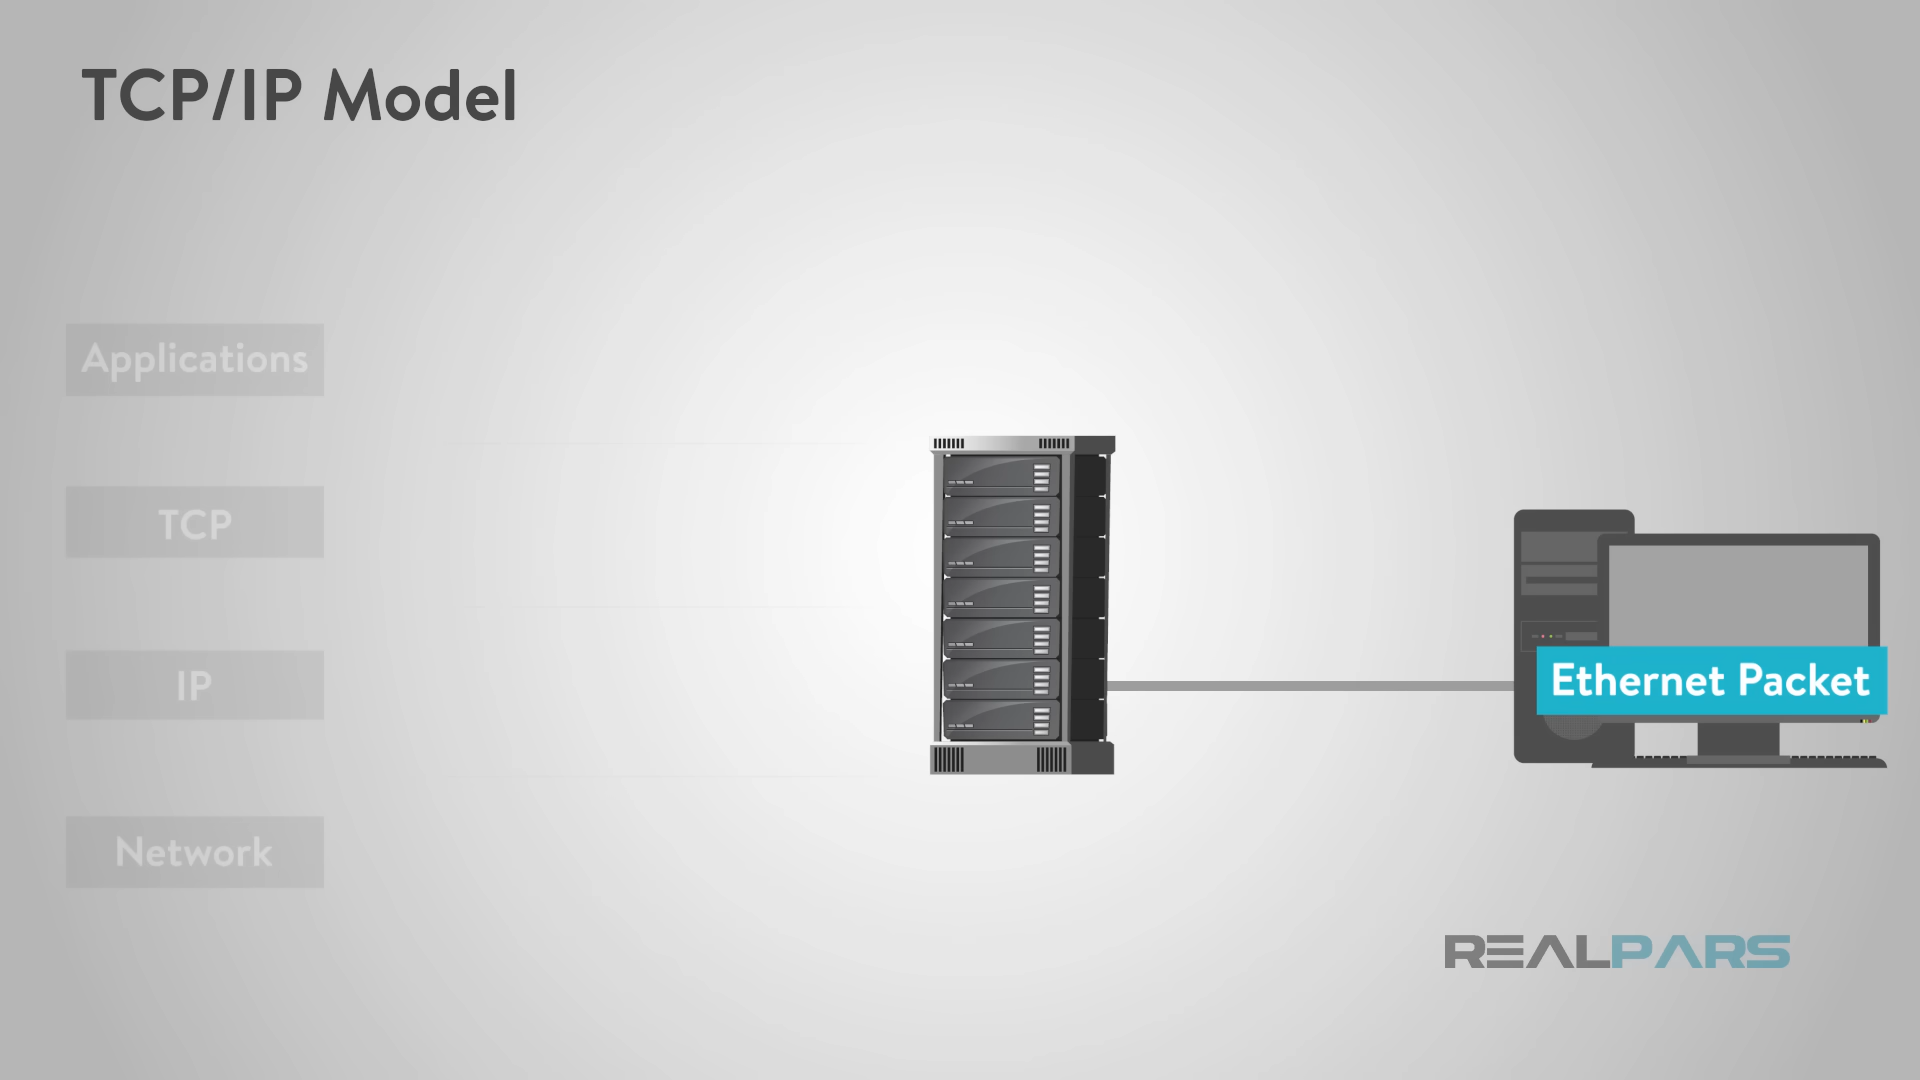 TCP/IP Model
Applications
TCP
IP
Network
Ethernet Packet
REALPARS